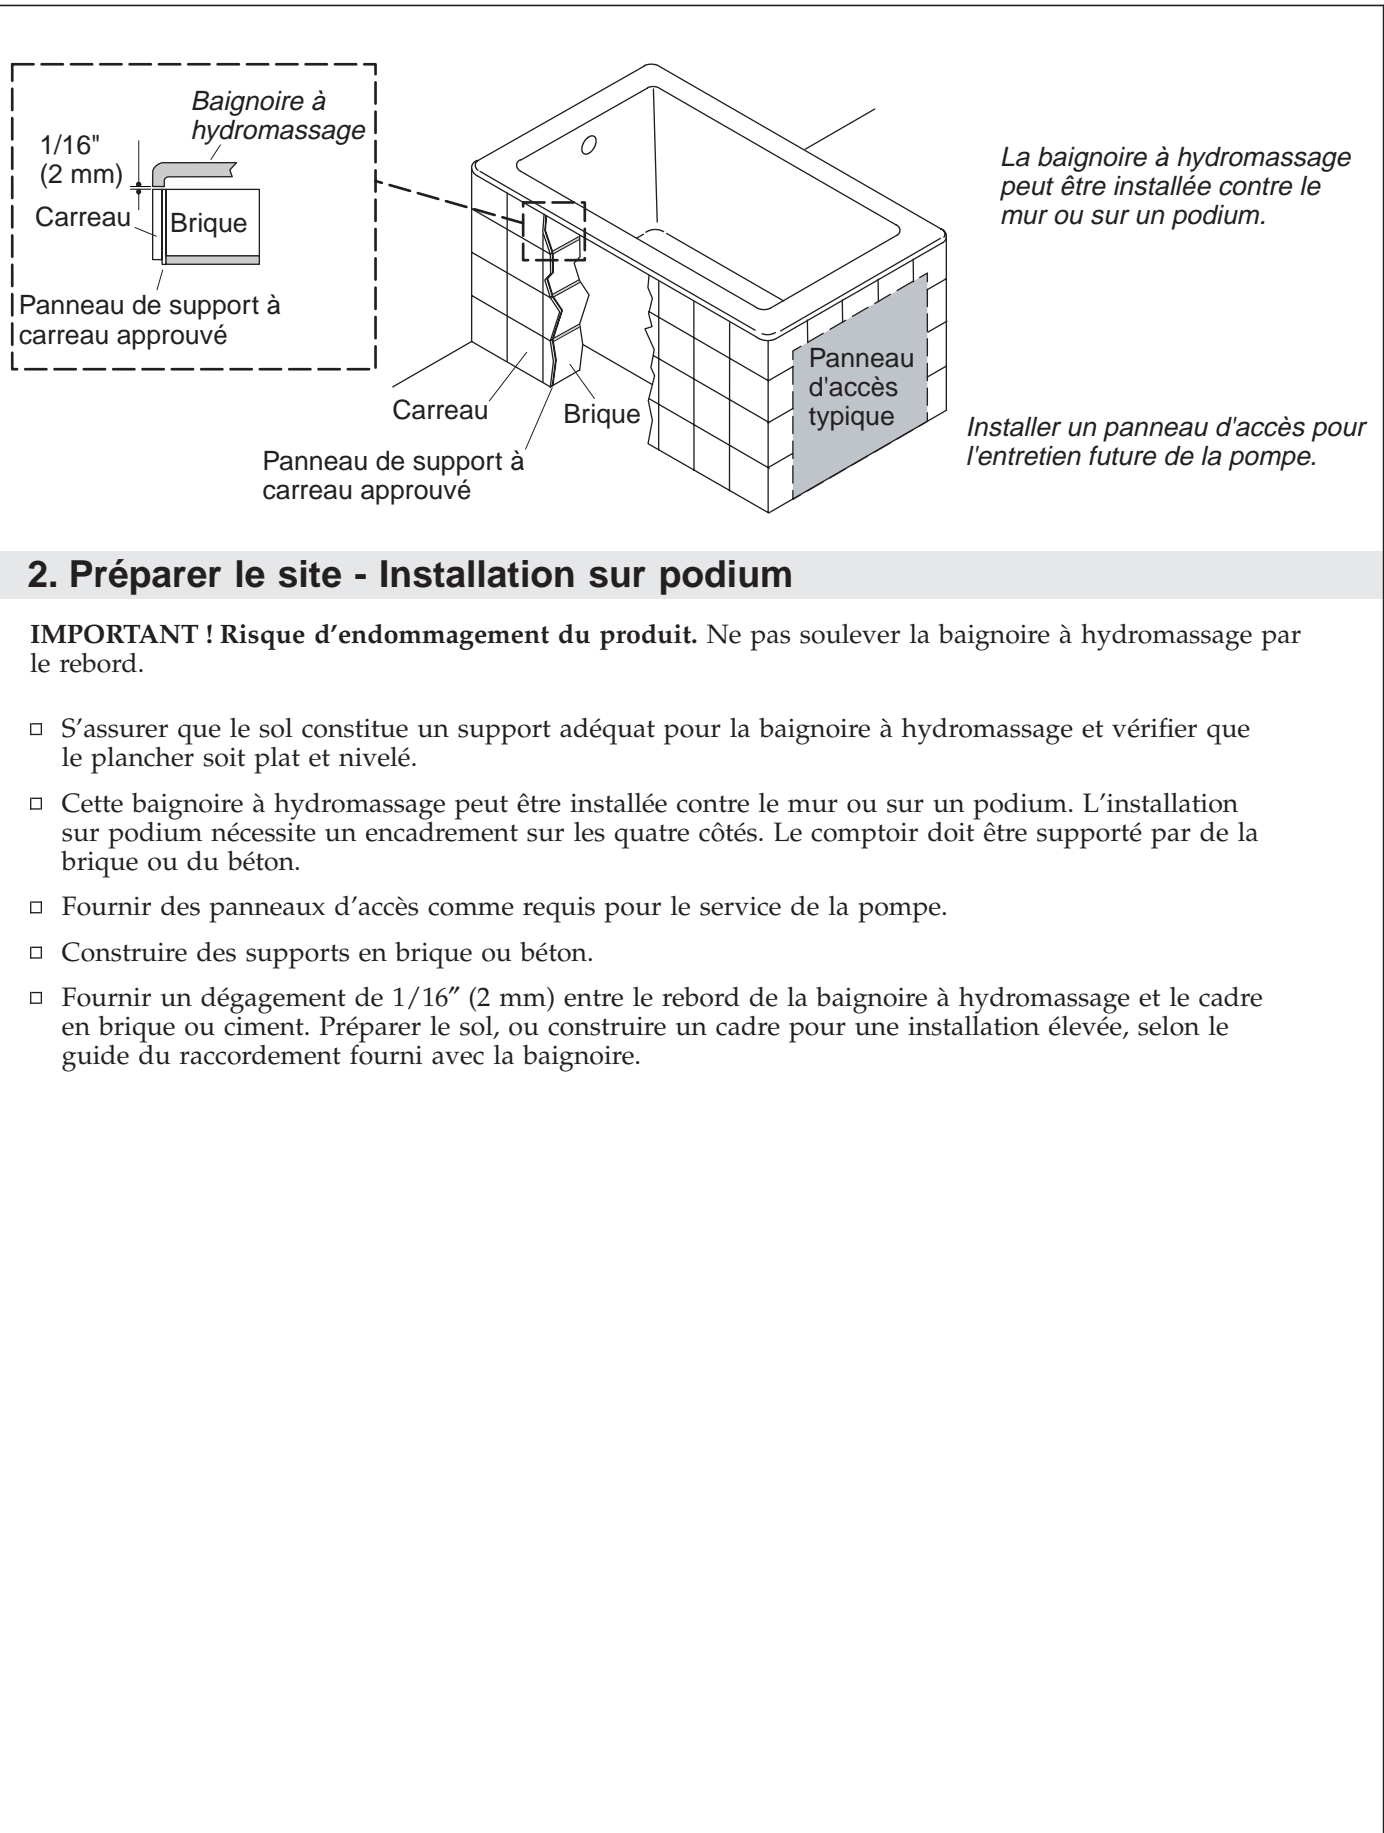 Baignoire à
hydromassage
1/16"
(2 mm)
Carreau
Brique
Panneau de support à
carreau approuvé
La baignoire à hydromassage
peut être installée contre le
mur ou sur un podium.
Panneau
d'accès
typique
Carreau
Brique
Panneau de support à
carreau approuvé
Installer un panneau d'accès pour
l'entretien future de la pompe.
2. Préparer le site - Installation sur podium
IMPORTANT ! Risque d’endommagement du produit. Ne pas soulever la baignoire à hydromassage par
le rebord.
S’assurer que le sol constitue un support adéquat pour la baignoire à hydromassage et vérifier que
le plancher soit plat et nivelé.
Cette baignoire à hydromassage peut être installée contre le mur ou sur un podium. L’installation
sur podium nécessite un encadrement sur les quatre côtés. Le comptoir doit être supporté par de la
brique ou du béton.
Fournir des panneaux d’accès comme requis pour le service de la pompe.
Construire des supports en brique ou béton.
Fournir un dégagement de 1/16″ (2 mm) entre le rebord de la baignoire à hydromassage et le cadre
en brique ou ciment. Préparer le sol, ou construire un cadre pour une installation élevée, selon le
guide du raccordement fourni avec la baignoire.